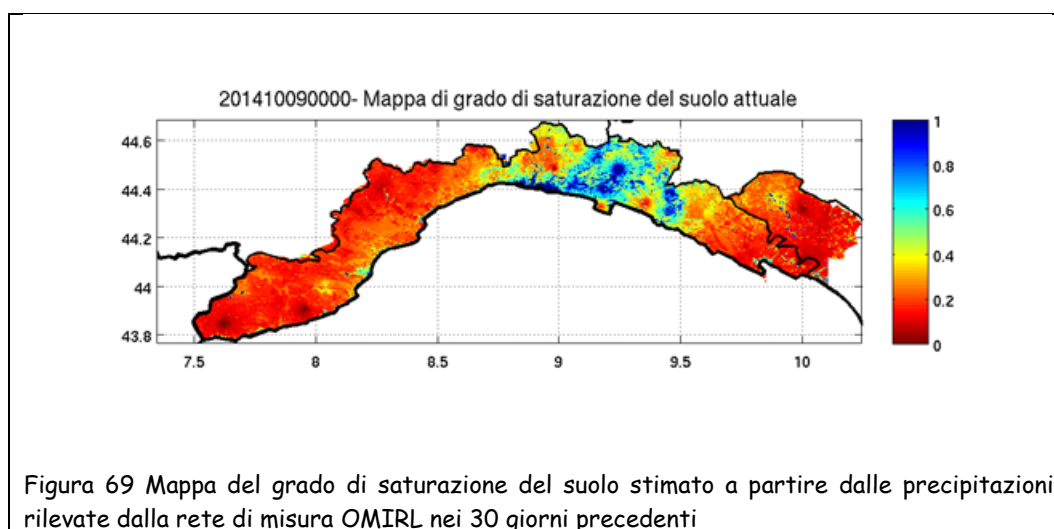 201410090000- Mappa di grado di saturazione del suolo attuale
44.6
44.4
44.2
44
43.8
7.5 8 8.5 9 9.5 10
1
0.8
0.6
0.4
0.2
0
Figura 69 Mappa del grado di saturazione del suolo stimato a partire dalle precipitazioni
rilevate dalla rete di misura OMIRL nei 30 giorni precedenti